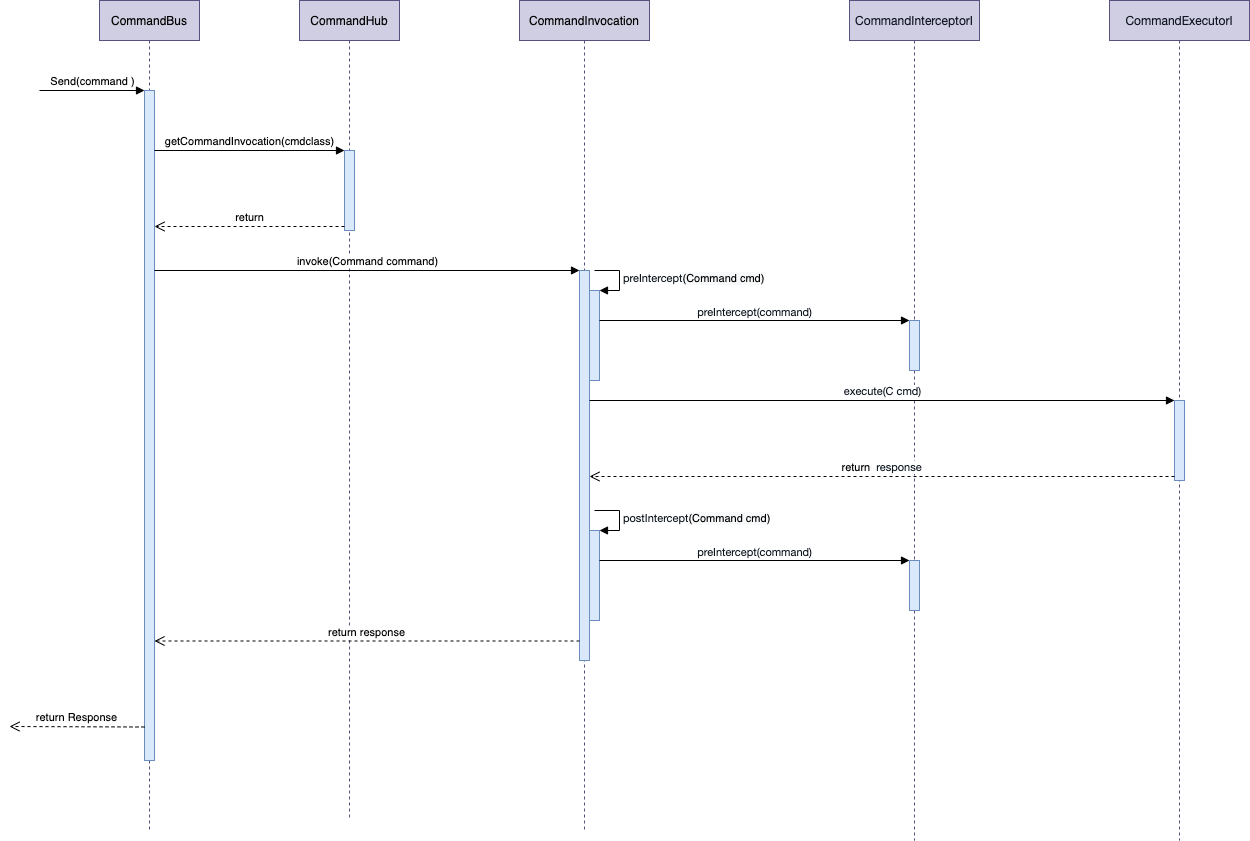 CommandBus
CommandHub
CommandInvocation
CommandInterceptorI
CommandExecutorI
Send(command )
getCommandInvocation(cmdclass)
return
invoke(Command command)
preIntercept(Command cmd)
preIntercept(command)
execute(C cmd)
return response
postIntercept(Command cmd)
preIntercept(command)
return response
return Response